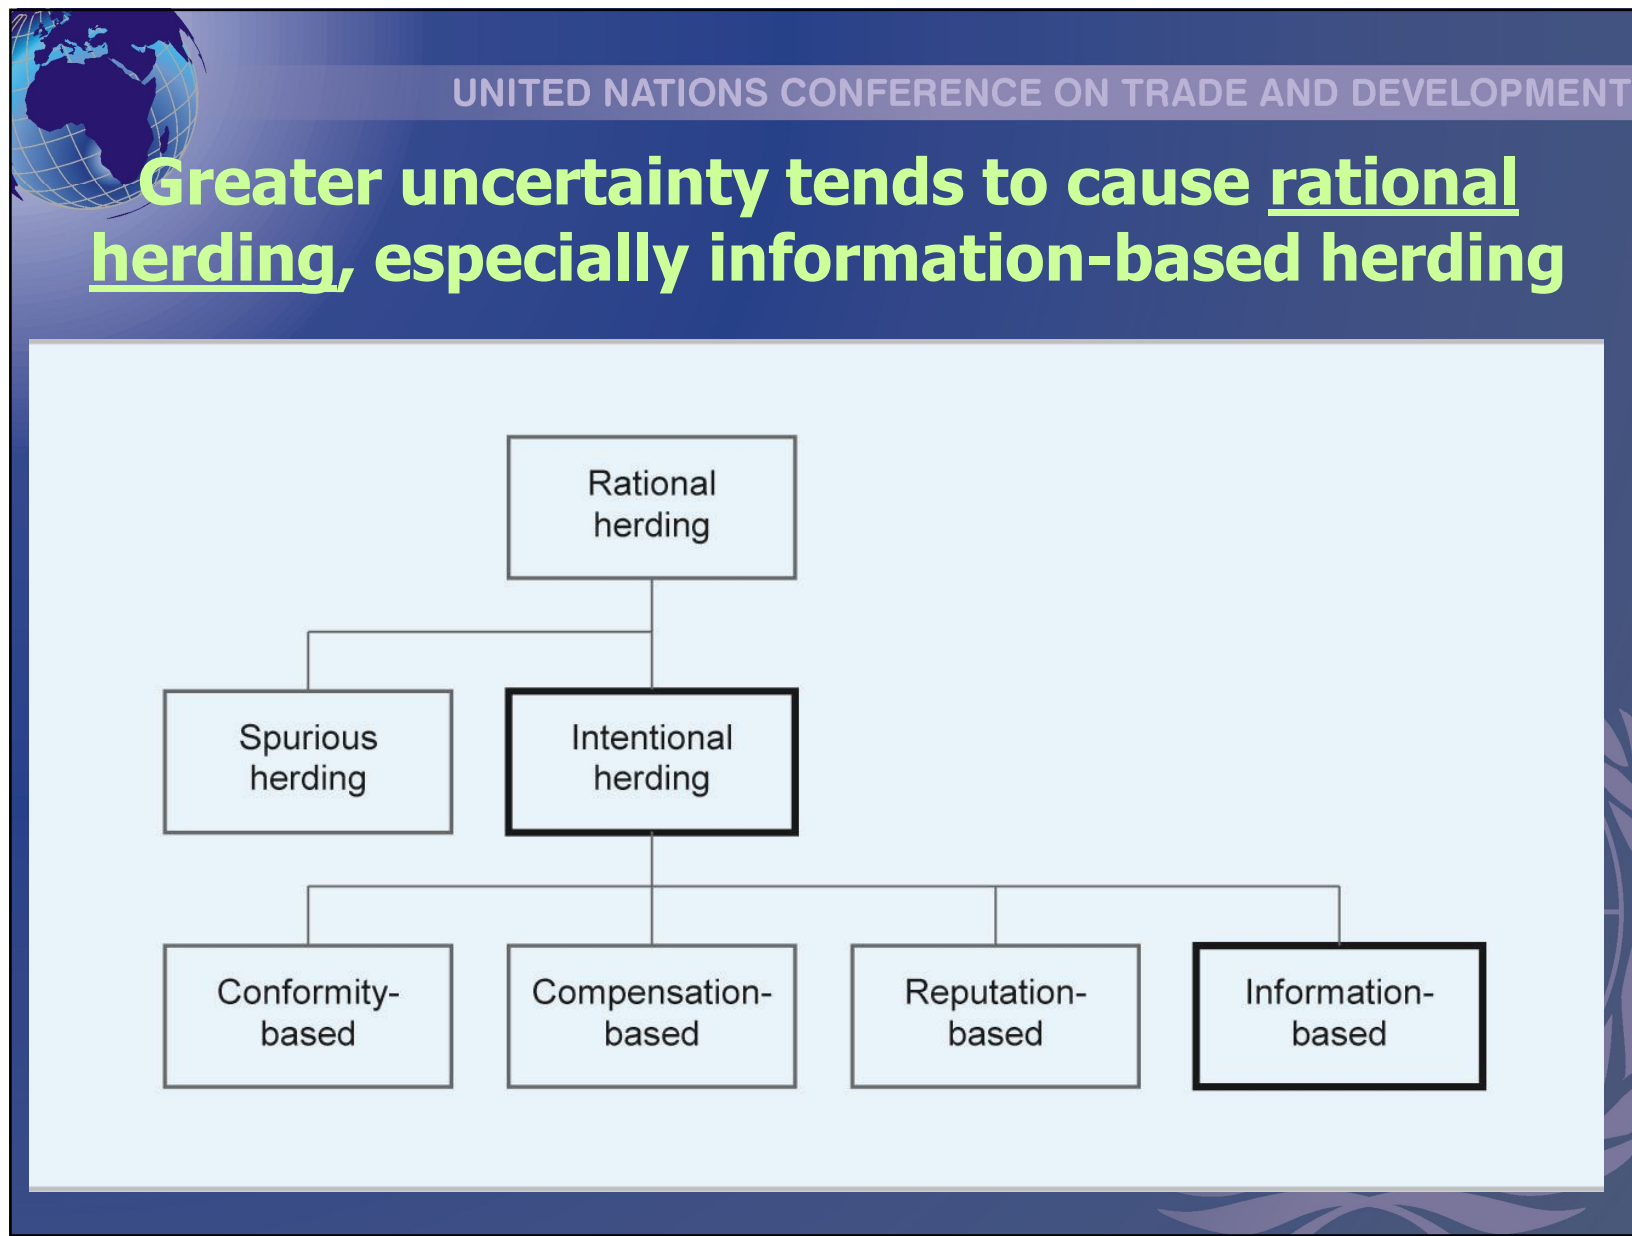 UNITED NATIONS CONFERENCE ON TRADE AND DEVELOPMENT
Greater uncertainty tends to cause rational
herding, especially information-based herding
Rational
herding
Spurious
herding
Intentional
herding
Conformity-
based
Compensation-
based
Reputation-
based
Information-
based